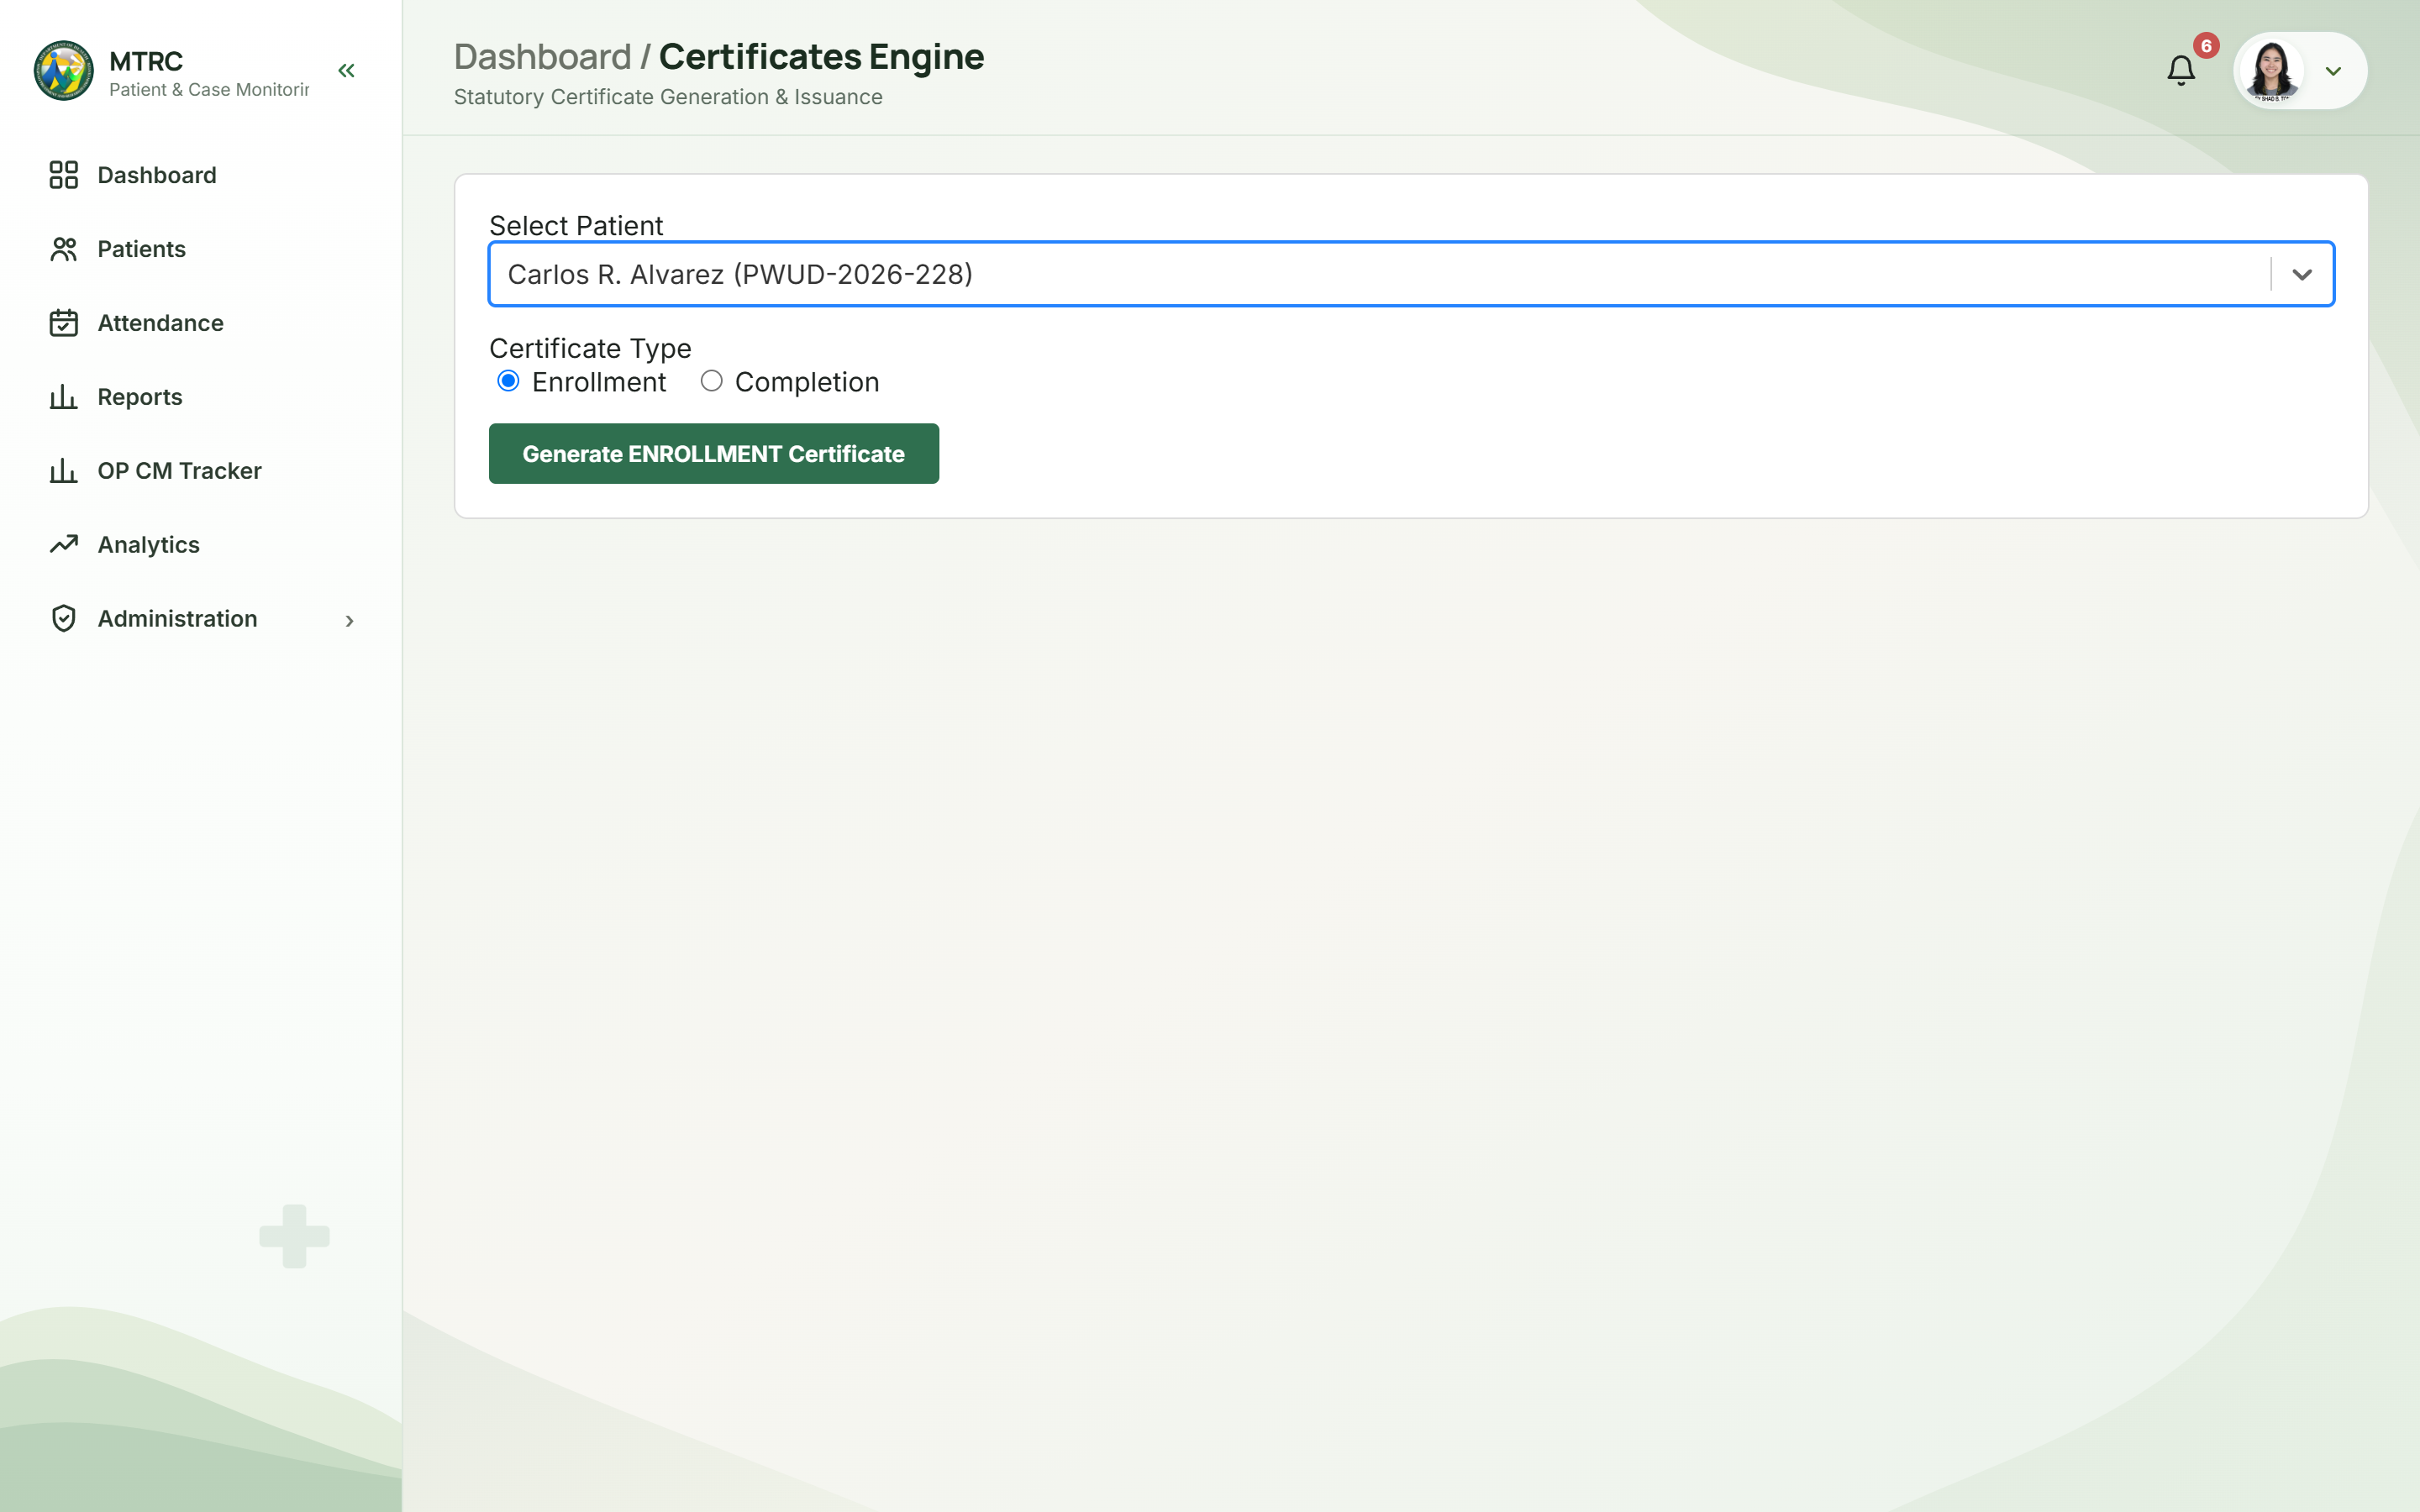 MTRC
Patient & Case Monitorin
Dashboard
Patients
Attendance
Reports
OP CM Tracker
Analytics
Administration
Dashboard / Certificates Engine
Statutory Certificate Generation & Issuance
6
Select Patient
Carlos R. Alvarez (PWUD-2026-228)
Certificate Type
Enrollment
Completion
Generate ENROLLMENT Certificate